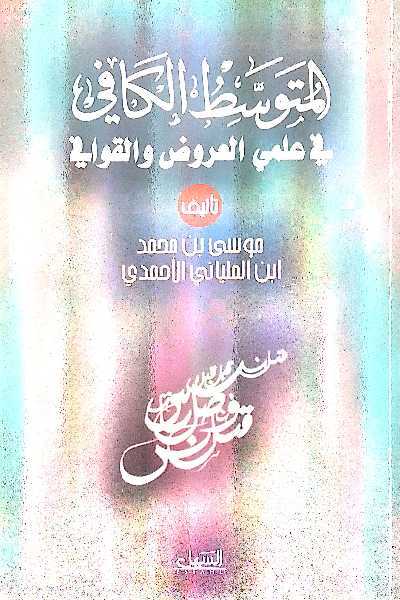 المتوسط الكافي
في علمي العروض والقوافي
تأليف
موسى بن محمد
ابن الملياني الأحمدي